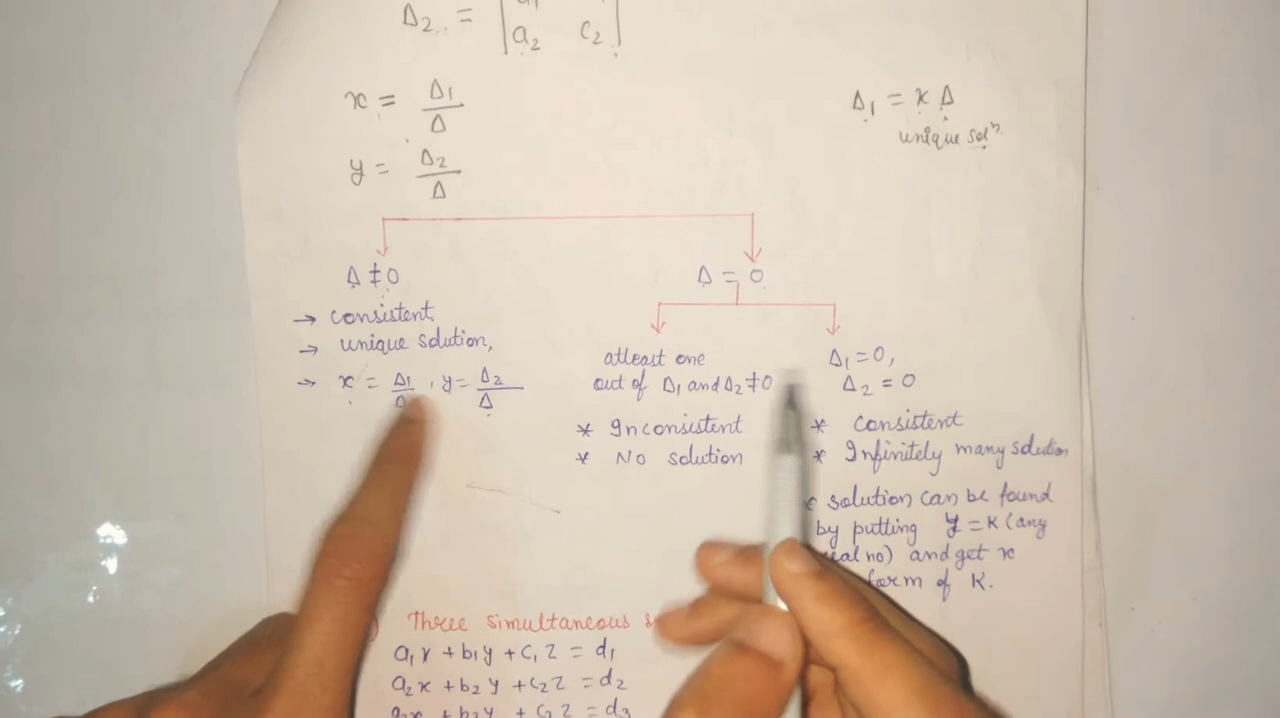 Δ2 =
a2 c2
x = Δ1 / Δ
y = Δ2 / Δ
Δ1 = x Δ
unique solⁿ.
Δ ≠ 0
→ consistent
→ unique solution,
→ x = Δ1 / Δ , y = Δ2 / Δ
Δ = 0
atleast one
out of Δ1 and Δ2 ≠ 0
* Inconsistent
* No solution
Δ1 = 0,
Δ2 = 0
* consistent
* Infinitely many solution
solution can be found
by putting y = K (any
no) and get x
form of K.
Three simultaneous
a1x + b1y + c1z = d1
a2x + b2y + c2z = d2